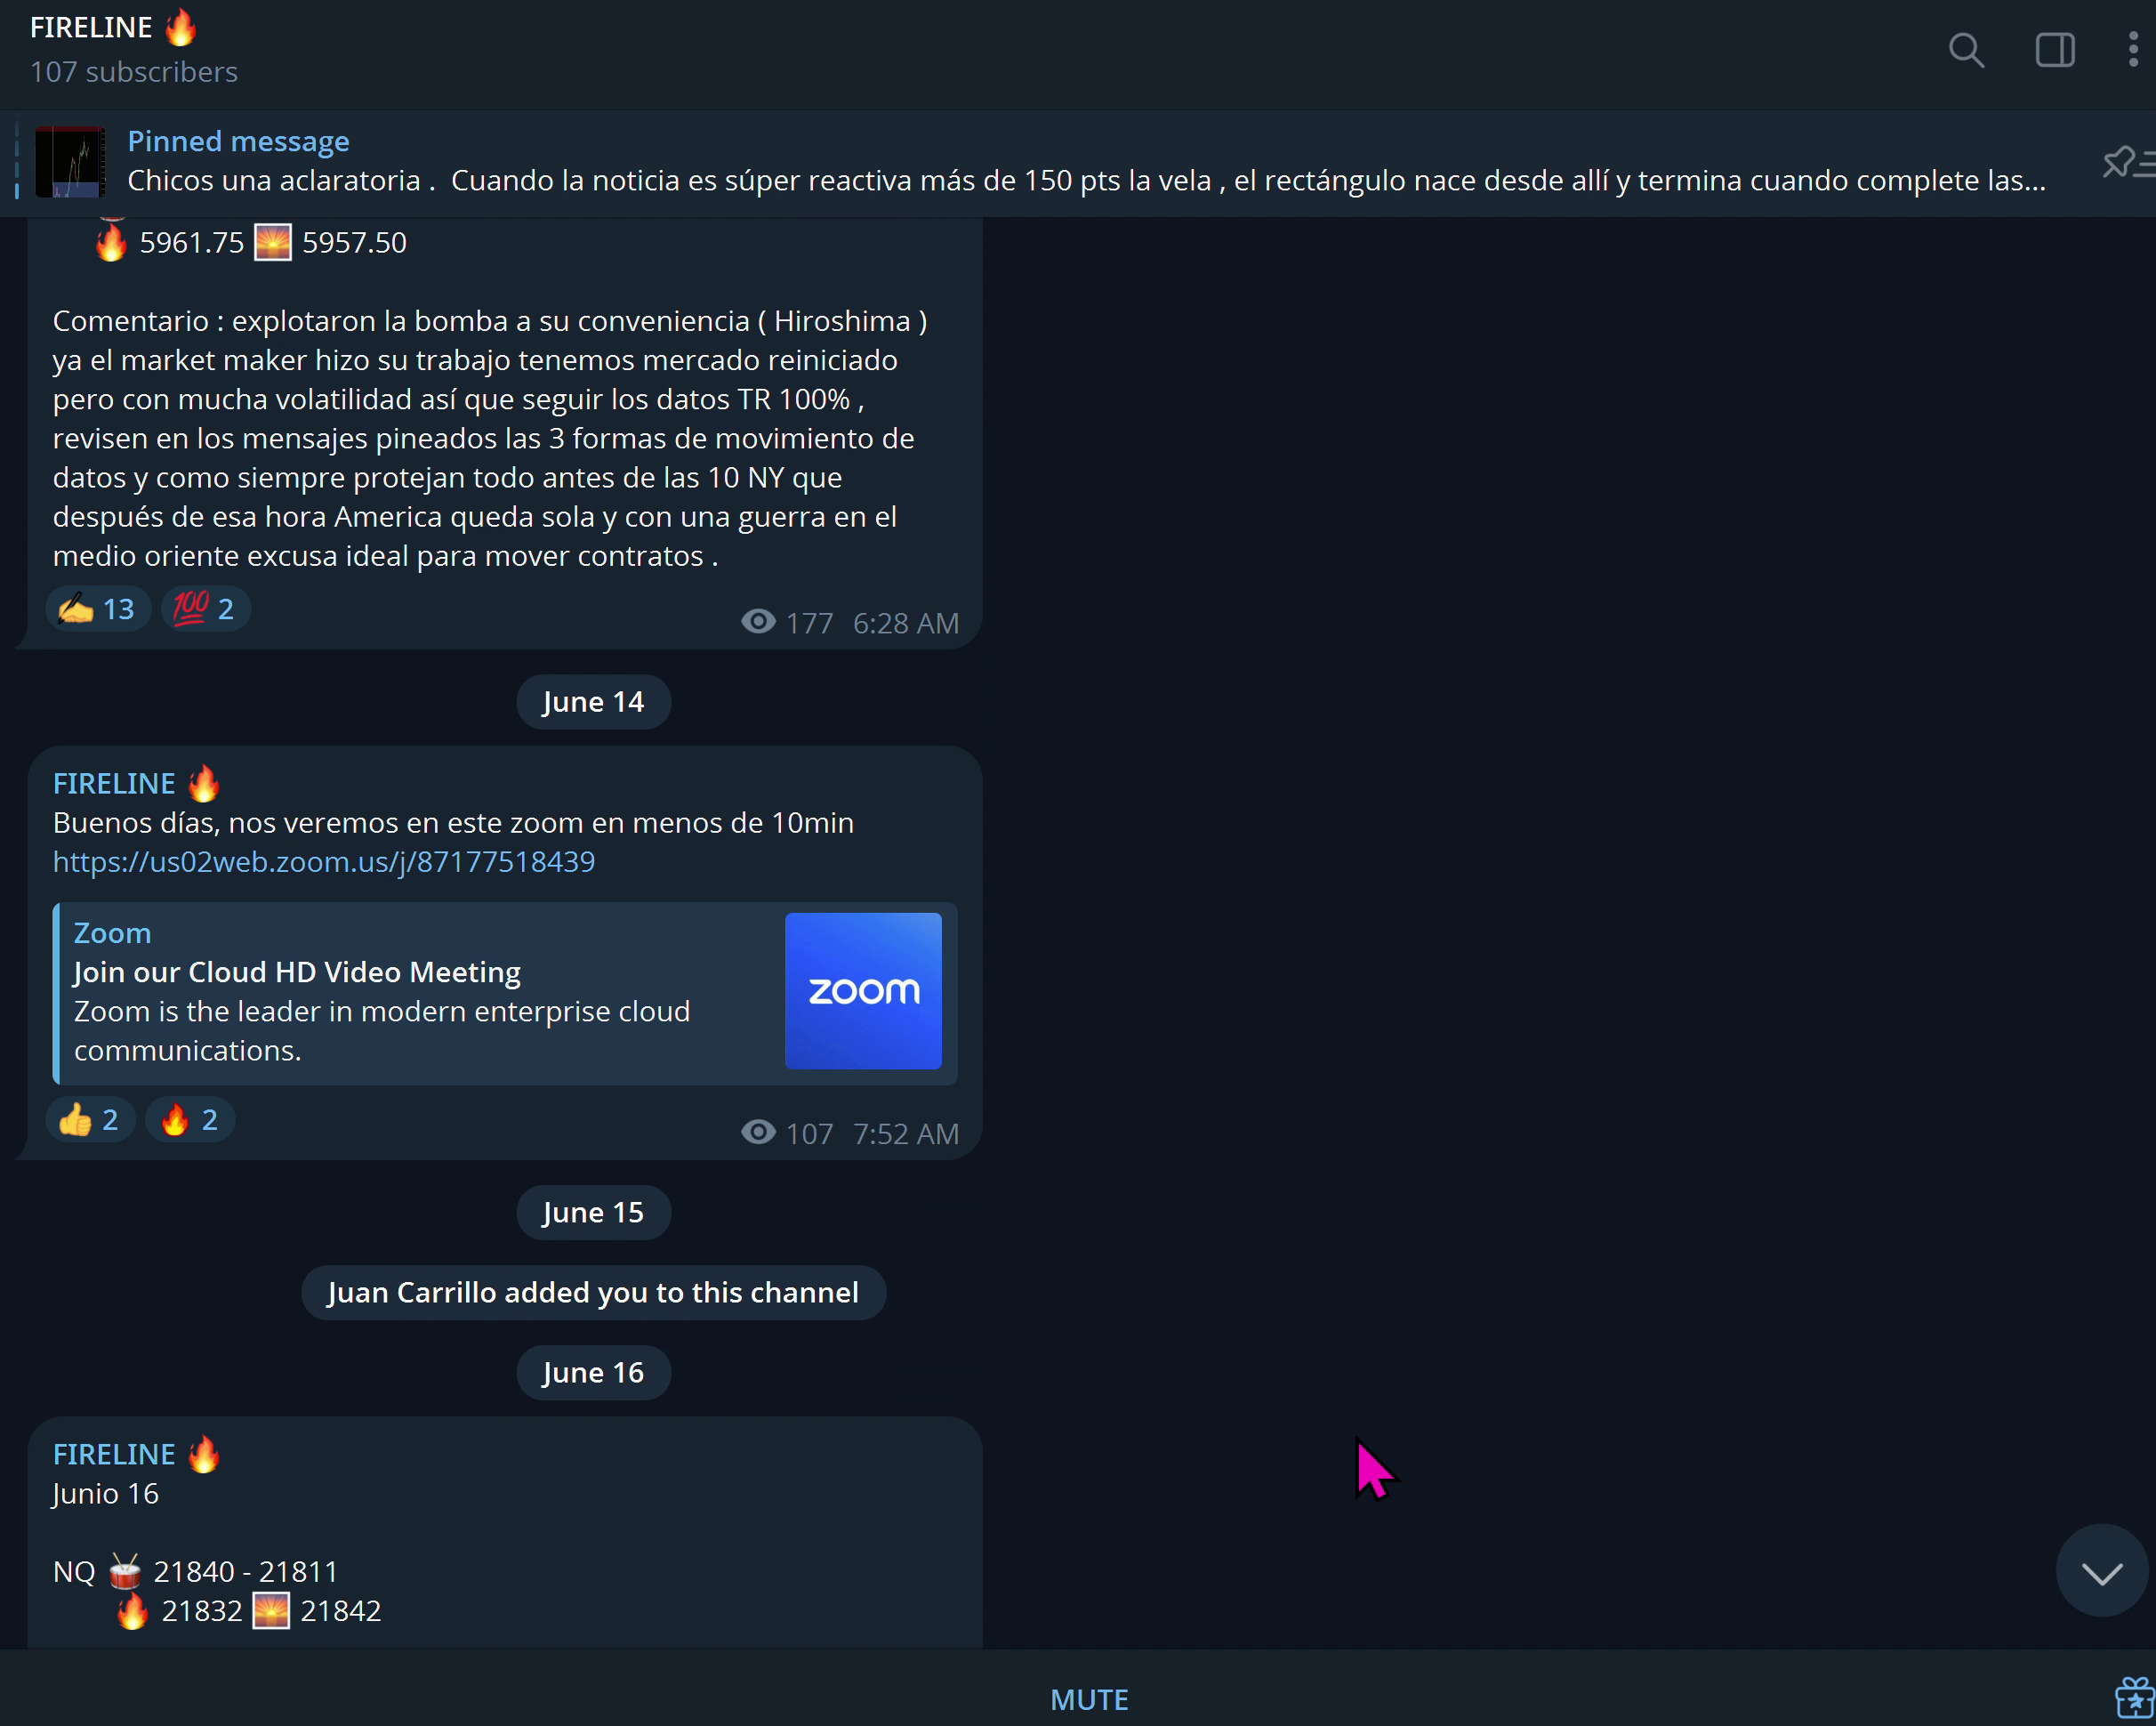 FIRELINE 🔥
107 subscribers
Pinned message
Chicos una aclaratoria .  Cuando la noticia es súper reactiva más de 150 pts la vela , el rectángulo nace desde allí y termina cuando complete las...
🔥 5961.75 🌅 5957.50
Comentario : explotaron la bomba a su conveniencia ( Hiroshima )
ya el market maker hizo su trabajo tenemos mercado reiniciado
pero con mucha volatilidad así que seguir los datos TR 100% ,
revisen en los mensajes pineados las 3 formas de movimiento de
datos y como siempre protejan todo antes de las 10 NY que
después de esa hora America queda sola y con una guerra en el
medio oriente excusa ideal para mover contratos .
✍️ 13 💯 2
177 6:28 AM
June 14
FIRELINE 🔥
Buenos días, nos veremos en este zoom en menos de 10min
https://us02web.zoom.us/j/87177518439
Zoom
Join our Cloud HD Video Meeting
Zoom is the leader in modern enterprise cloud
communications.
zoom
👍 2 🔥 2
107 7:52 AM
June 15
Juan Carrillo added you to this channel
June 16
FIRELINE 🔥
Junio 16
NQ 🥁 21840 - 21811
🔥 21832 🌅 21842
MUTE